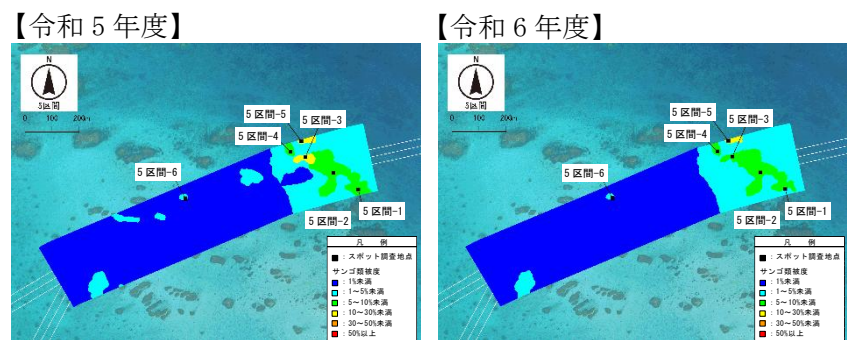 【令和5年度】
N
5区間
0 100 200m
5区間-5
5区間-3
5区間-4
5区間-6
5区間-1
5区間-2
凡 例
：スポット調査地点
サンゴ類被度
：1%未満
：1～5%未満
：5～10%未満
：10～30%未満
：30～50%未満
：50%以上
【令和6年度】
N
5区間
0 100 200m
5区間-5
5区間-3
5区間-4
5区間-6
5区間-1
5区間-2
凡 例
：スポット調査地点
サンゴ類被度
：1%未満
：1～5%未満
：5～10%未満
：10～30%未満
：30～50%未満
：50%以上